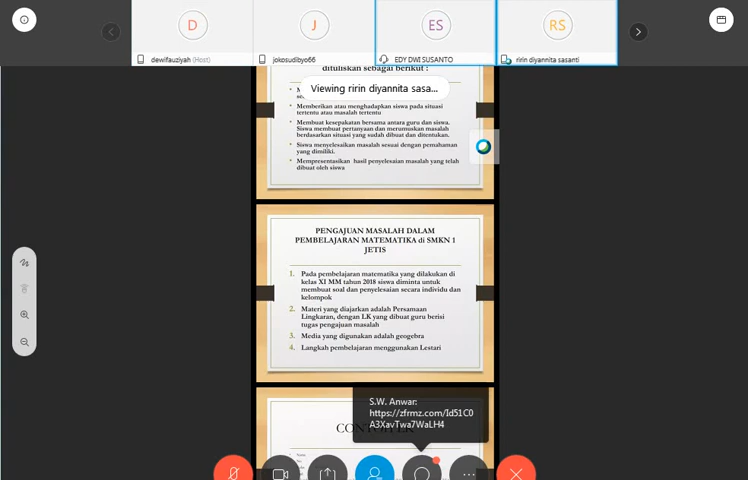 D
J
ES
RS
dewifauziyah (Host)
jokosudibyo66
EDY DWI SUSANTO
ririn diyannita sasanti
dituliskan sebagai berikut :
Viewing ririn diyannita sasa...
• Memberikan atau menghadapkan siswa pada situasi
tertentu atau masalah tertentu
• Membuat kesepakatan bersama antara guru dan siswa.
Siswa membuat pertanyaan dan merumuskan masalah
berdasarkan situasi yang sudah dibuat dan ditentukan.
• Siswa menyelesaikan masalah sesuai dengan pemahaman
yang dimiliki.
• Mempresentasikan hasil penyelesaian masalah yang telah
dibuat oleh siswa
PENGAJUAN MASALAH DALAM
PEMBELAJARAN MATEMATIKA di SMKN 1
JETIS
1. Pada pembelajaran matematika yang dilakukan di
kelas XI MM tahun 2018 siswa diminta untuk
membuat soal dan penyelesaian secara individu dan
kelompok
2. Materi yang diajarkan adalah Persamaan
Lingkaran, dengan LK yang dibuat guru berisi
tugas pengajuan masalah
3. Media yang digunakan adalah geogebra
4. Langkah pembelajaran menggunakan Lestari
S.W. Anwar:
https://zfrmz.com/Id51C0
A3XavTwa7WaLH4